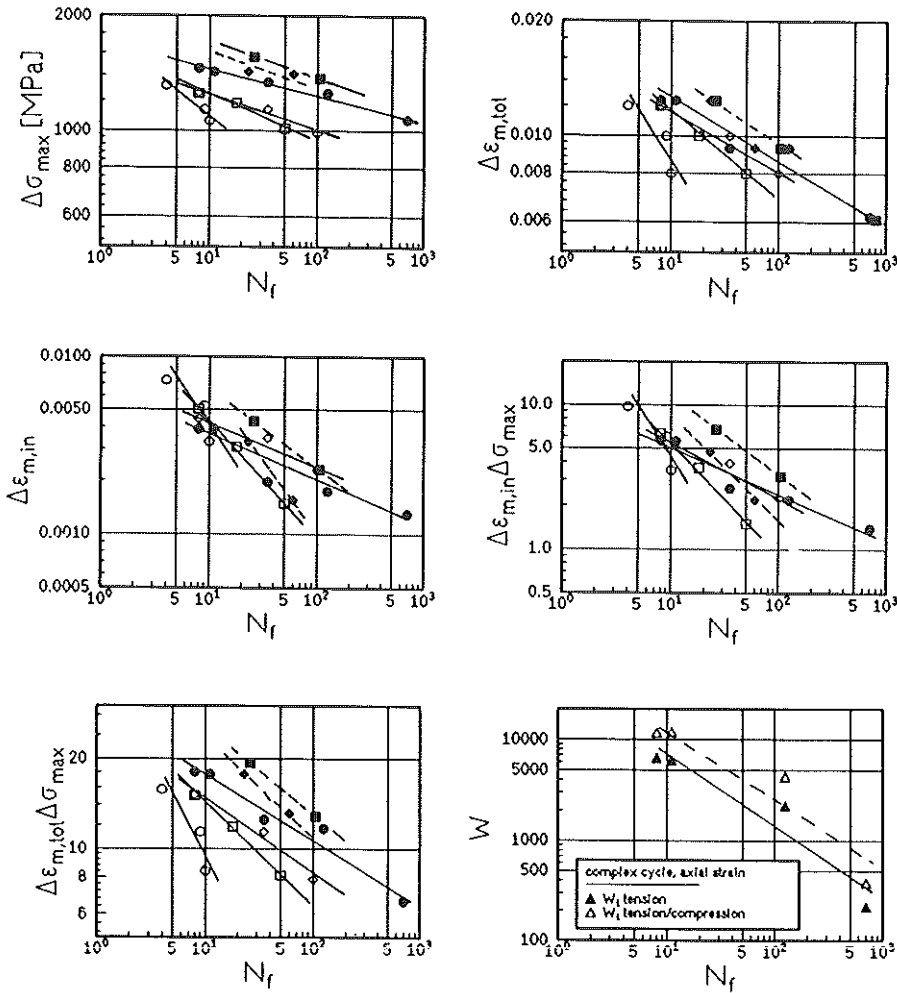 Δσmax [MPa]
2000
1000
800
600
10⁰ 5 10¹ 5 10² 5 10³
Nf
Δεm,tol
0.020
0.010
0.008
0.006
10⁰ 5 10¹ 5 10² 5 10³
Nf
Δεm,in
0.0100
0.0050
0.0010
0.0005
10⁰ 5 10¹ 5 10² 5 10³
Nf
Δεm,inΔσmax
10.0
5.0
1.0
0.5
10⁰ 5 10¹ 5 10² 5 10³
Nf
Δεm,tolΔσmax
20
10
8
6
10⁰ 5 10¹ 5 10² 5 10³
Nf
W
10000
5000
1000
500
100
complex cycle, axial strain
▲ Wt tension
△ Wt tension/compression
10⁰ 5 10¹ 5 10² 5 10³
Nf